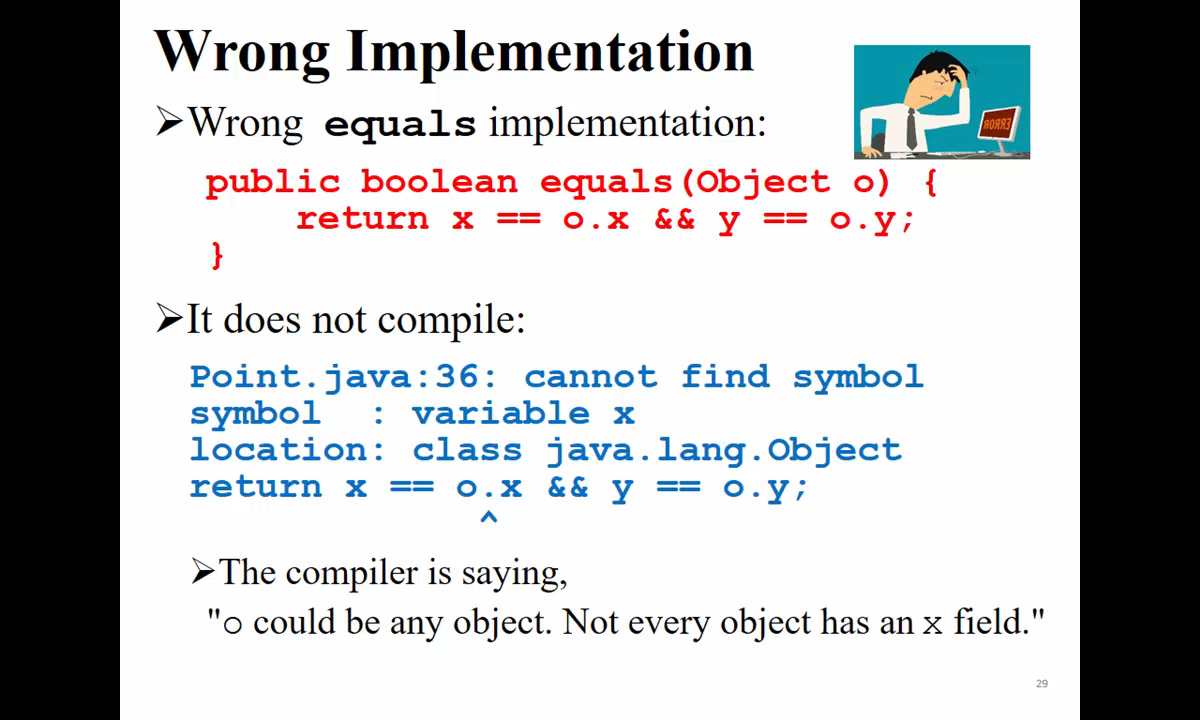 Wrong Implementation
➢Wrong equals implementation:
ERROR
public boolean equals(Object o) {
    return x == o.x && y == o.y;
}
➢It does not compile:
Point.java:36: cannot find symbol
symbol  : variable x
location: class java.lang.Object
return x == o.x && y == o.y;
^
➢The compiler is saying,
"o could be any object. Not every object has an x field."
29